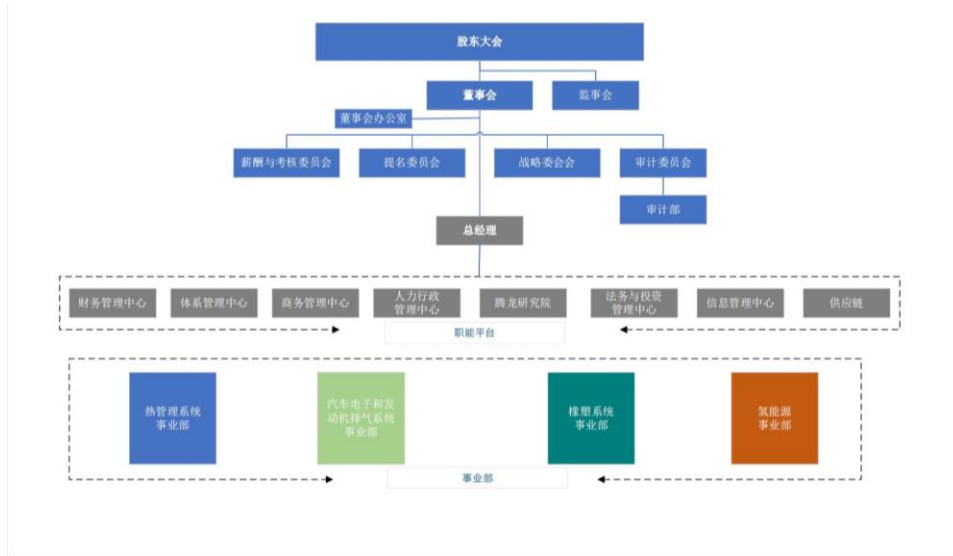 股东大会
董事会
监事会
董事会办公室
薪酬与考核委员会
提名委员会
战略委会会
审计委员会
审计部
总经理
财务管理中心
体系管理中心
商务管理中心
人力行政
管理中心
腾龙研究院
法务与投资
管理中心
信息管理中心
供应链
职能平台
热管理系统
事业部
汽车电子和发
动机排气系统
事业部
橡塑系统
事业部
氢能源
事业部
事业部